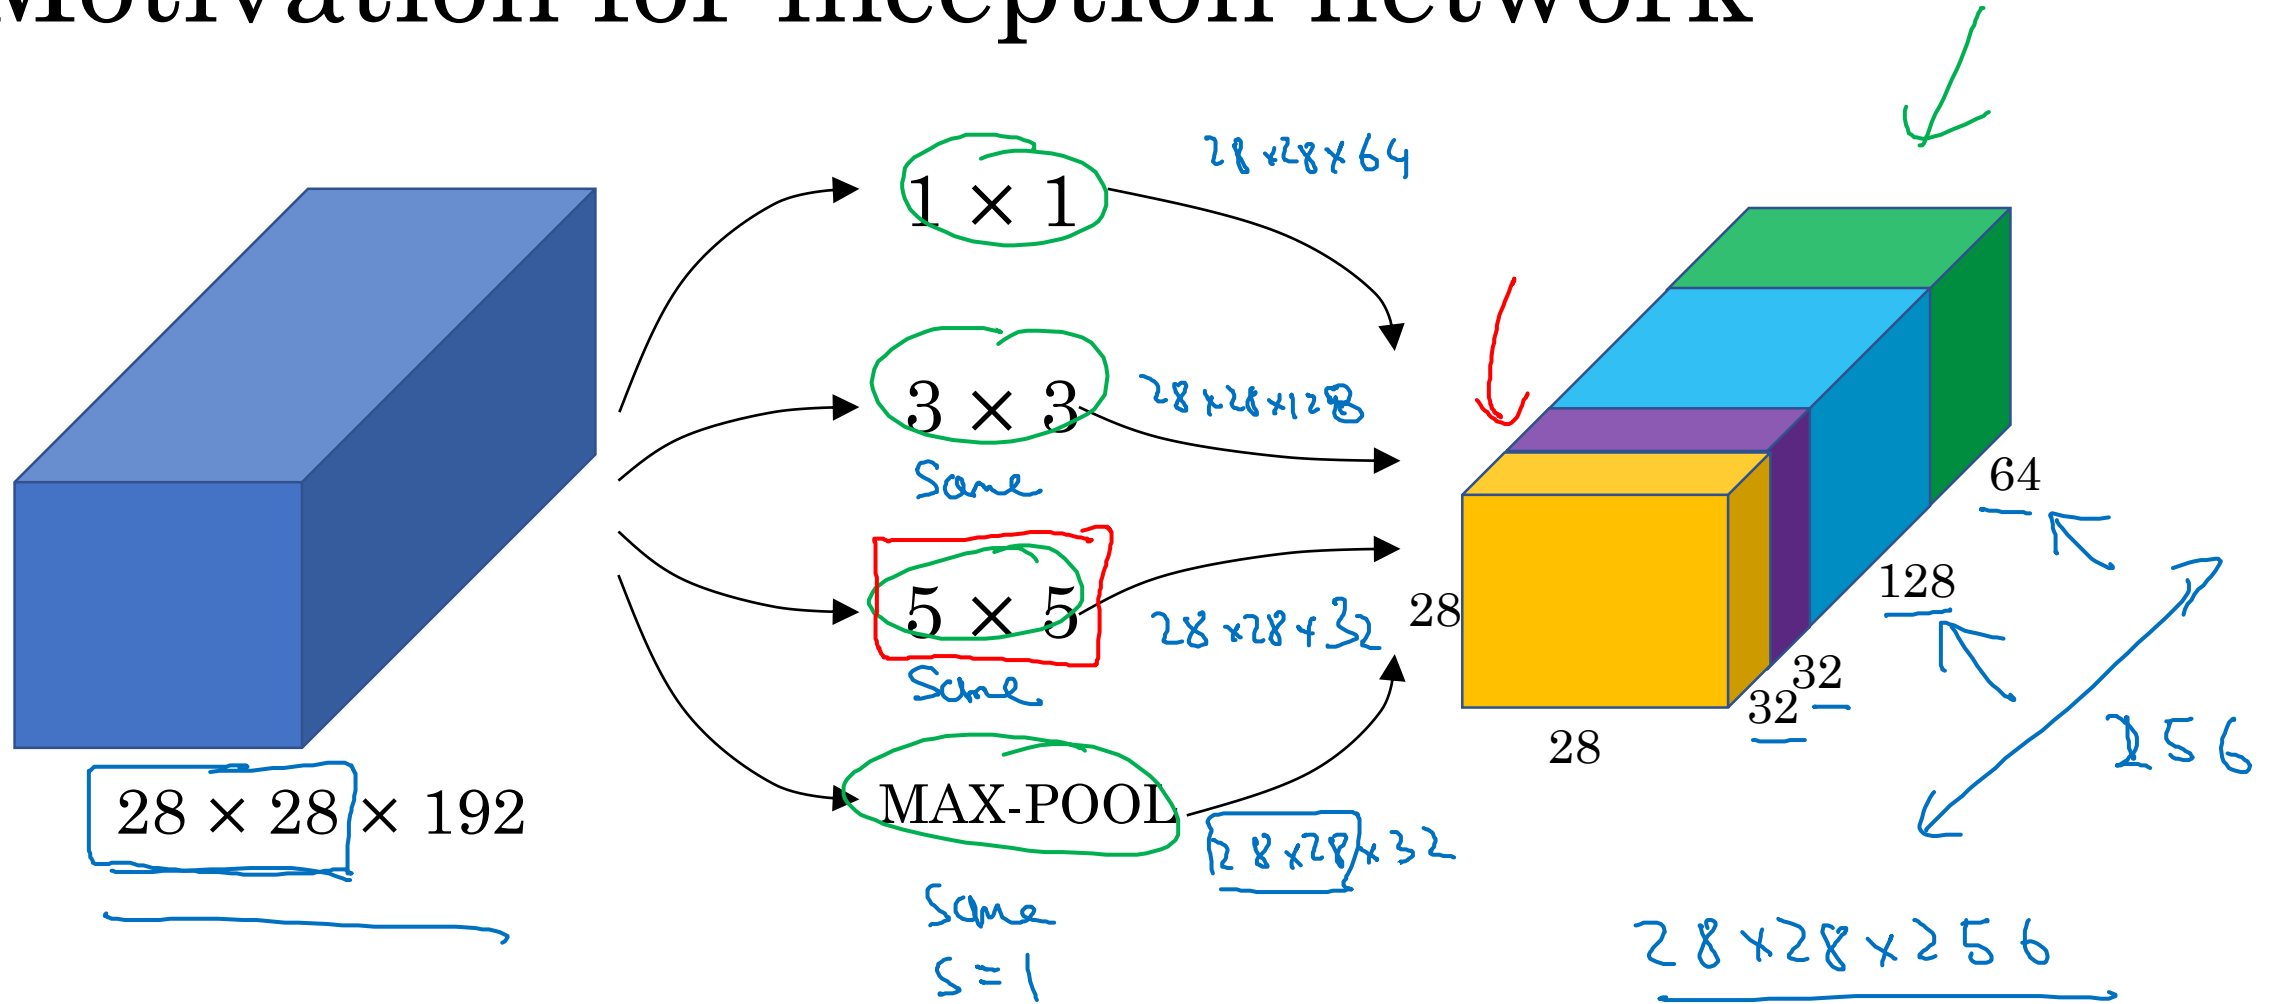 Motivation for inception network
1 × 1
28×28×64
3 × 3
28×28×128
Same
5 × 5
28×28×32
Same
MAX-POOL
28×28×32
Same
s = 1
28 × 28 × 192
28
28
32
32
128
64
256
28×28×256